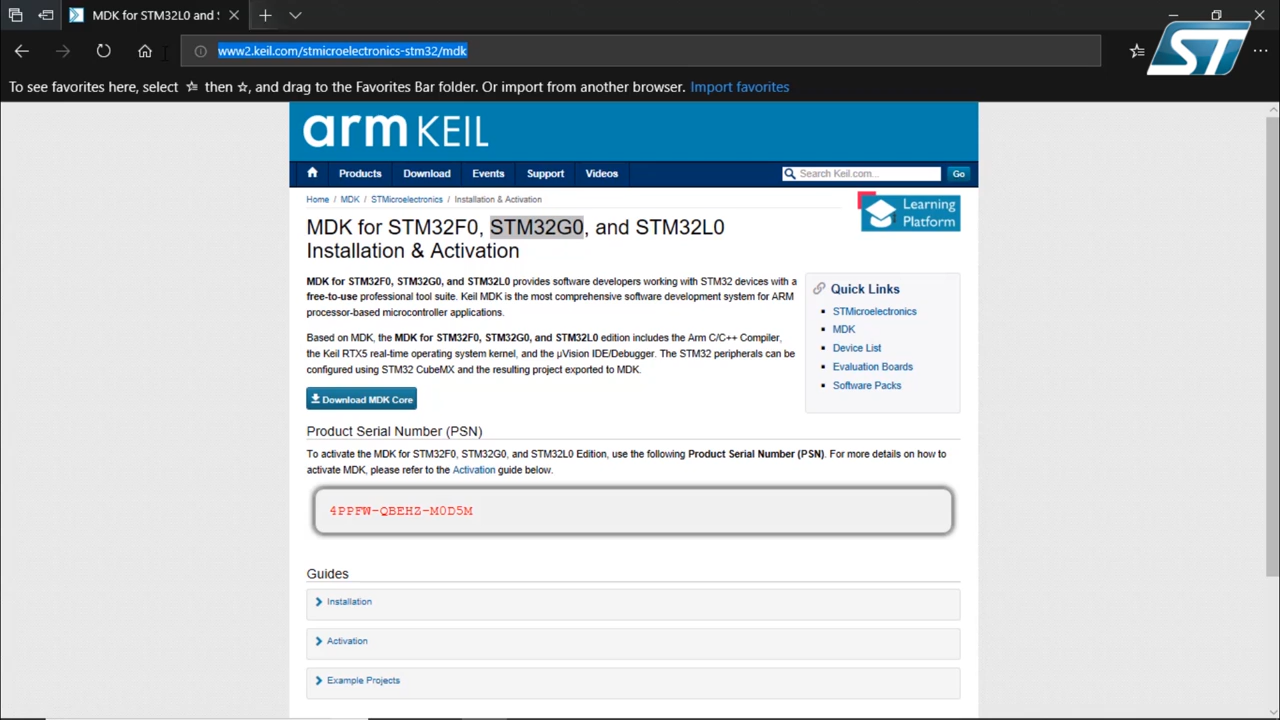 MDK for STM32L0 and S
www2.keil.com/stmicroelectronics-stm32/mdk
ST
To see favorites here, select then , and drag to the Favorites Bar folder. Or import from another browser. Import favorites
arm KEIL
Products Download Events Support Videos Search Keil.com... Go
Home / MDK / STMicroelectronics / Installation & Activation
Learning
Platform
MDK for STM32F0, STM32G0, and STM32L0
Installation & Activation
MDK for STM32F0, STM32G0, and STM32L0 provides software developers working with STM32 devices with a
free-to-use professional tool suite. Keil MDK is the most comprehensive software development system for ARM
processor-based microcontroller applications.
Based on MDK, the MDK for STM32F0, STM32G0, and STM32L0 edition includes the Arm C/C++ Compiler,
the Keil RTX5 real-time operating system kernel, and the µVision IDE/Debugger. The STM32 peripherals can be
configured using STM32 CubeMX and the resulting project exported to MDK.
Quick Links
STMicroelectronics
MDK
Device List
Evaluation Boards
Software Packs
Download MDK Core
Product Serial Number (PSN)
To activate the MDK for STM32F0, STM32G0, and STM32L0 Edition, use the following Product Serial Number (PSN). For more details on how to
activate MDK, please refer to the Activation guide below.
4PPFW-QBEHZ-M0D5M
Guides
Installation
Activation
Example Projects